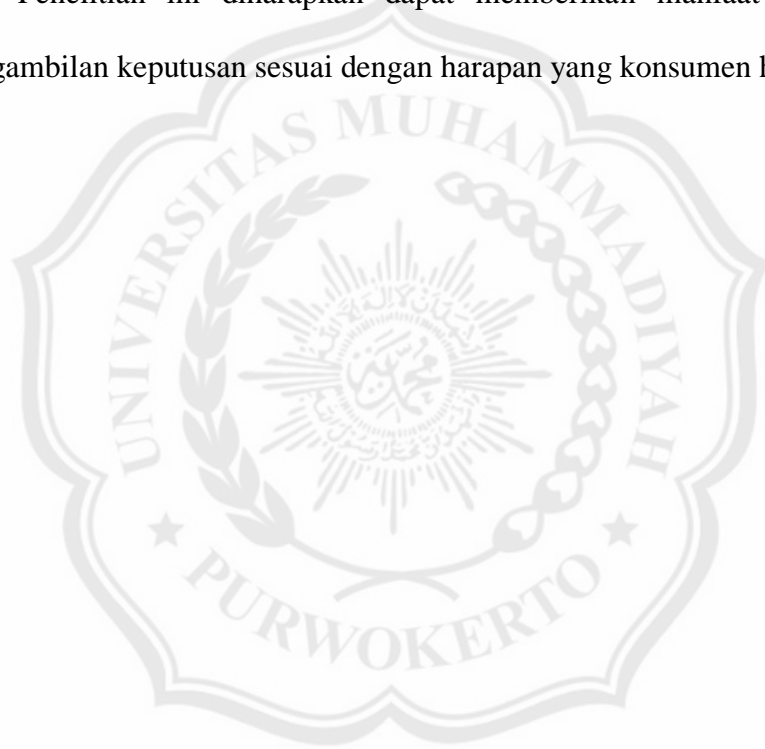 Penelitian ini diharapkan dapat memberikan manfaat
gambilan keputusan sesuai dengan harapan yang konsumen
UNIVERSITAS MUHAMMADIYAH
PURWOKERTO